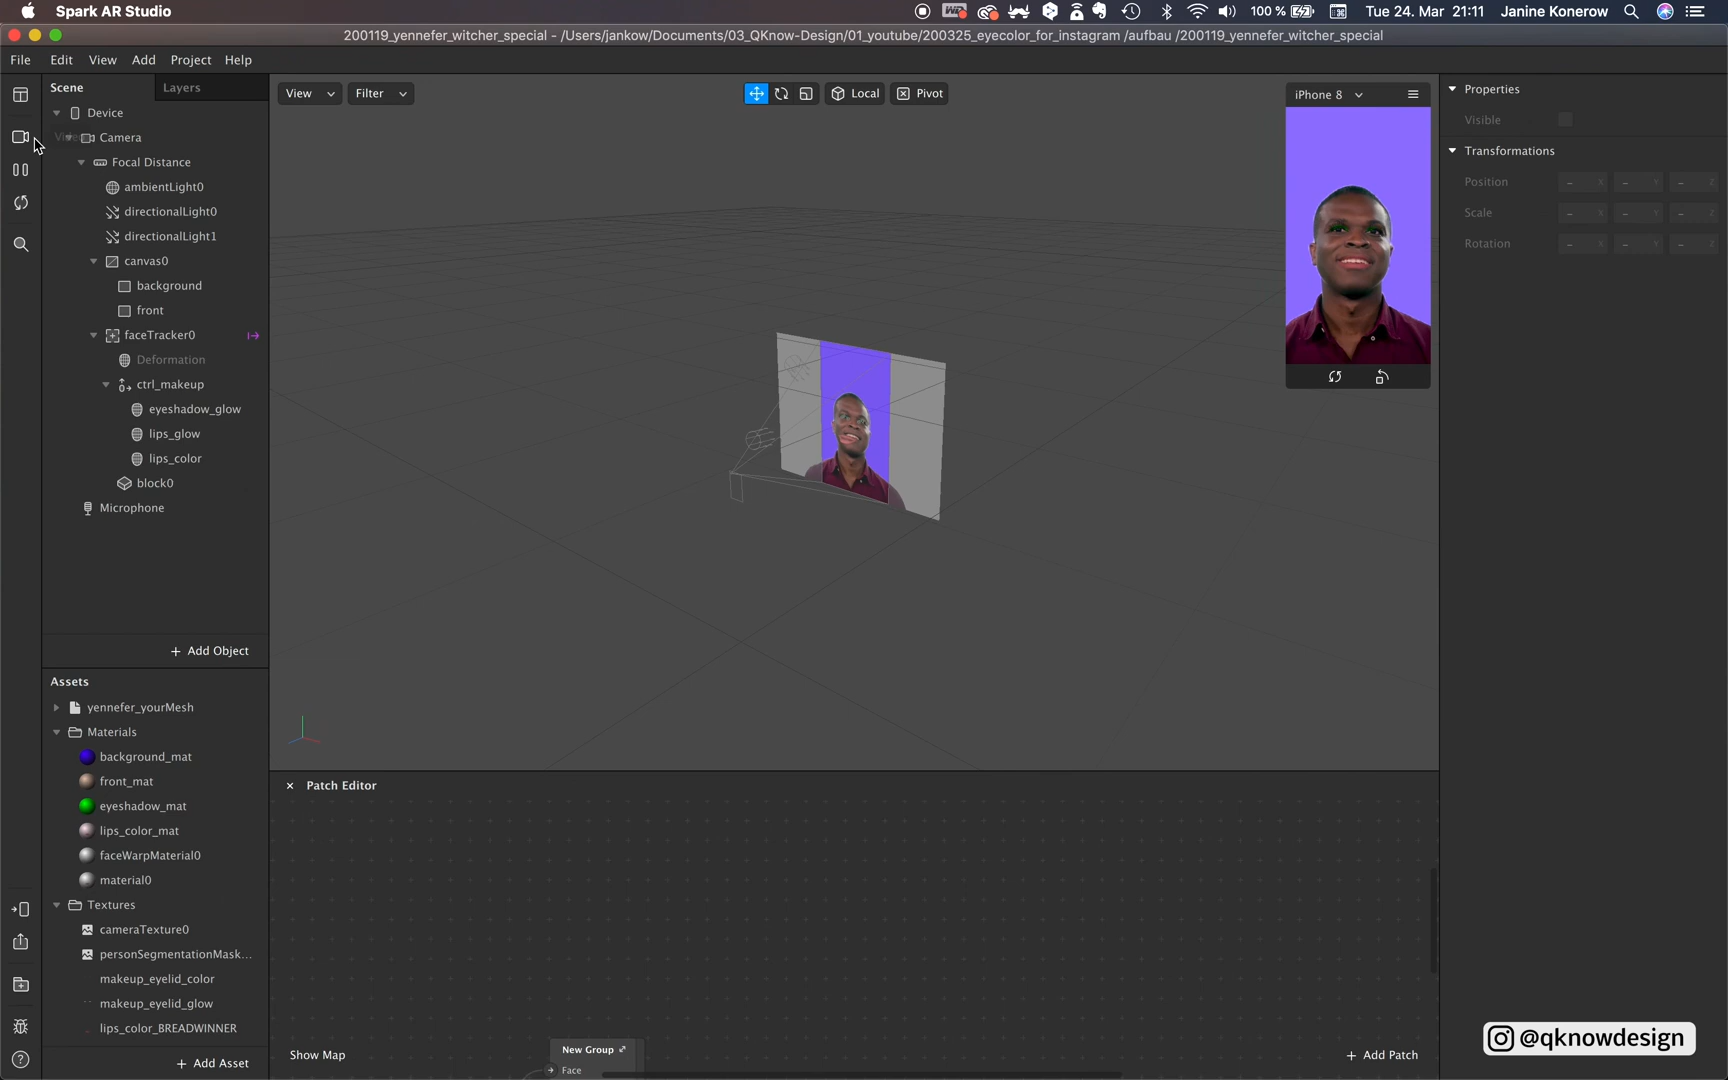 Spark AR Studio
100 %
Tue 24. Mar 21:11
Janine Konerow
200119_yennefer_witcher_special - /Users/jankow/Documents/03_QKnow-Design/01_youtube/200325_eyecolor_for_instagram /aufbau /200119_yennefer_witcher_special
File Edit View Add Project Help
Scene
Layers
Device
Camera
Focal Distance
ambientLight0
directionalLight0
directionalLight1
canvas0
background
front
faceTracker0
Deformation
ctrl_makeup
eyeshadow_glow
lips_glow
lips_color
block0
Microphone
+ Add Object
Assets
yennefer_yourMesh
Materials
background_mat
front_mat
eyeshadow_mat
lips_color_mat
faceWarpMaterial0
material0
Textures
cameraTexture0
personSegmentationMask...
makeup_eyelid_color
makeup_eyelid_glow
lips_color_BREADWINNER
+ Add Asset
View
Filter
Local
Pivot
iPhone 8
Patch Editor
Show Map
New Group
Face
+ Add Patch
Properties
Visible
Transformations
Position – X – Y – Z
Scale – X – Y – Z
Rotation – X – Y – Z
@qknowdesign